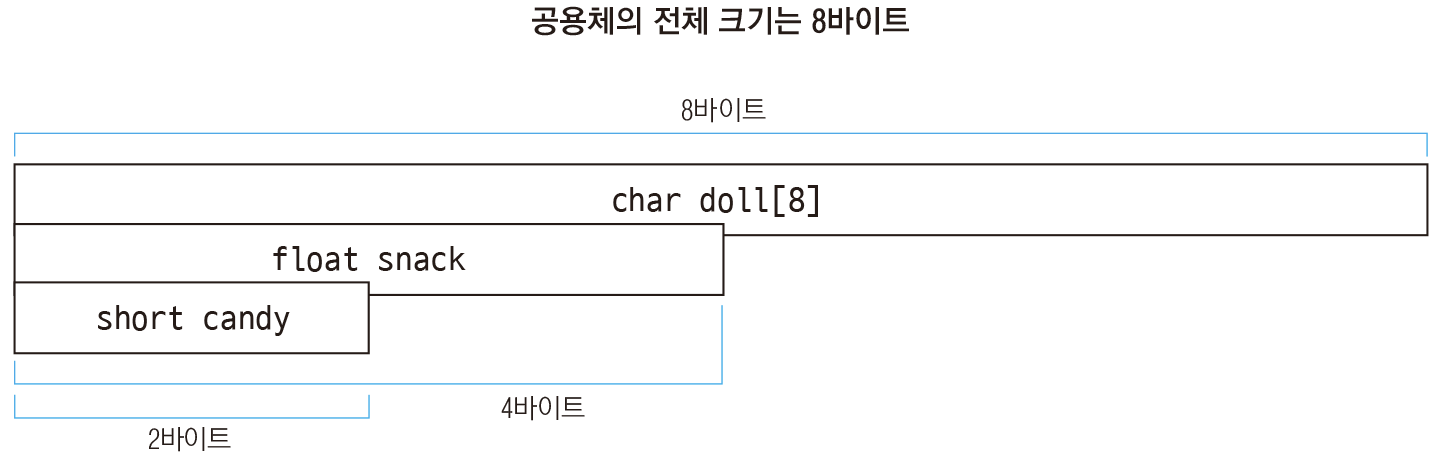 공용체의 전체 크기는 8바이트
8바이트
char doll[8]
float snack
short candy
4바이트
2바이트